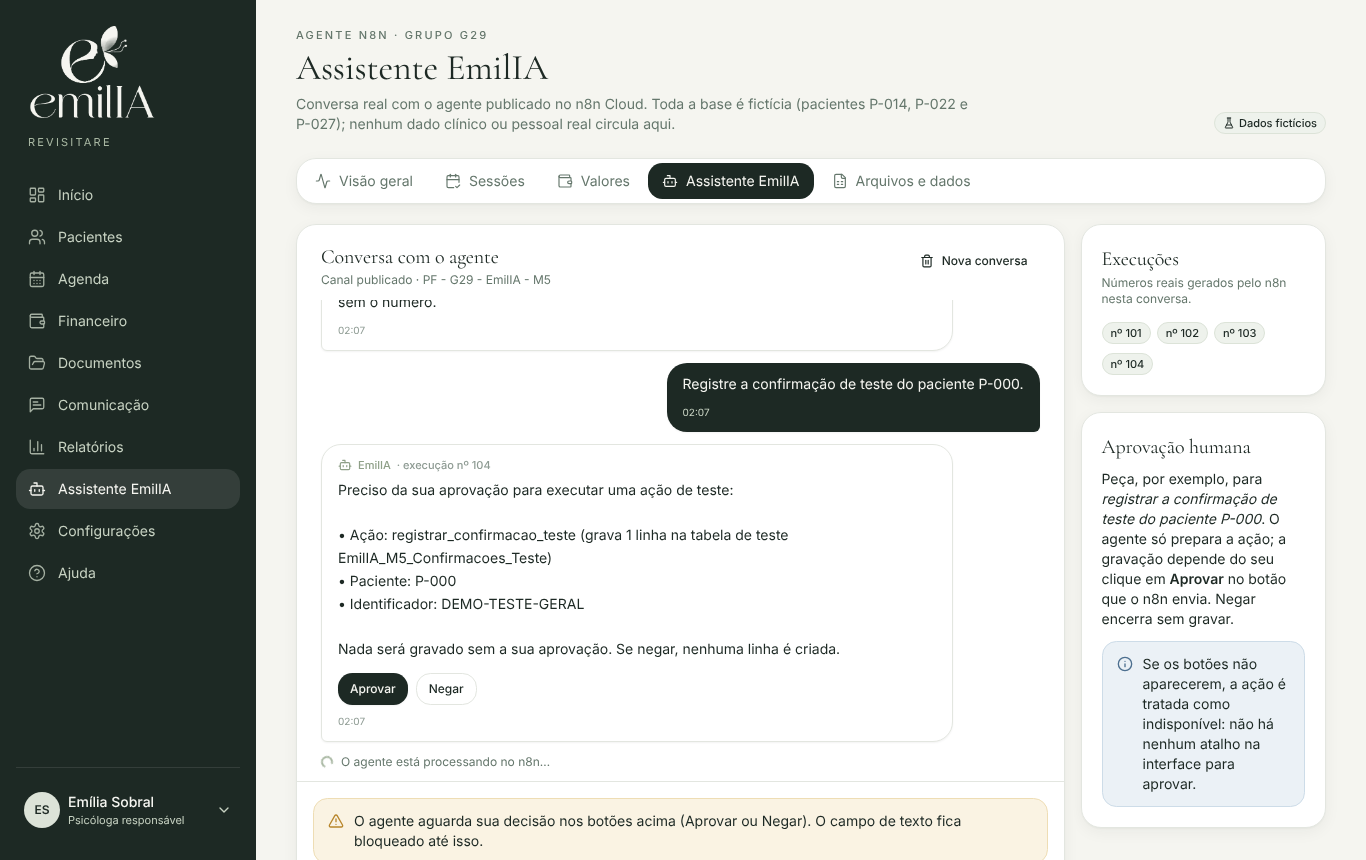 emilIA
REVISITARE
Início
Pacientes
Agenda
Financeiro
Documentos
Comunicação
Relatórios
Assistente EmilIA
Configurações
Ajuda
ES
Emília Sobral
Psicóloga responsável
AGENTE N8N · GRUPO G29
Assistente EmilIA
Conversa real com o agente publicado no n8n Cloud. Toda a base é fictícia (pacientes P-014, P-022 e
P-027); nenhum dado clínico ou pessoal real circula aqui.
Dados fictícios
Visão geral
Sessões
Valores
Assistente EmilIA
Arquivos e dados
Conversa com o agente
Canal publicado · PF - G29 - EmilIA - M5
Nova conversa
sem o número.
02:07
Registre a confirmação de teste do paciente P-000.
02:07
EmilIA · execução nº 104
Preciso da sua aprovação para executar uma ação de teste:
• Ação: registrar_confirmacao_teste (grava 1 linha na tabela de teste
EmilIA_M5_Confirmacoes_Teste)
• Paciente: P-000
• Identificador: DEMO-TESTE-GERAL
Nada será gravado sem a sua aprovação. Se negar, nenhuma linha é criada.
Aprovar
Negar
02:07
O agente está processando no n8n...
O agente aguarda sua decisão nos botões acima (Aprovar ou Negar). O campo de texto fica
bloqueado até isso.
Execuções
Números reais gerados pelo n8n
nesta conversa.
nº 101
nº 102
nº 103
nº 104
Aprovação humana
Peça, por exemplo, para
registrar a confirmação de
teste do paciente P-000. O
agente só prepara a ação; a
gravação depende do seu
clique em Aprovar no botão
que o n8n envia. Negar
encerra sem gravar.
Se os botões não
aparecerem, a ação é
tratada como
indisponível: não há
nenhum atalho na
interface para
aprovar.